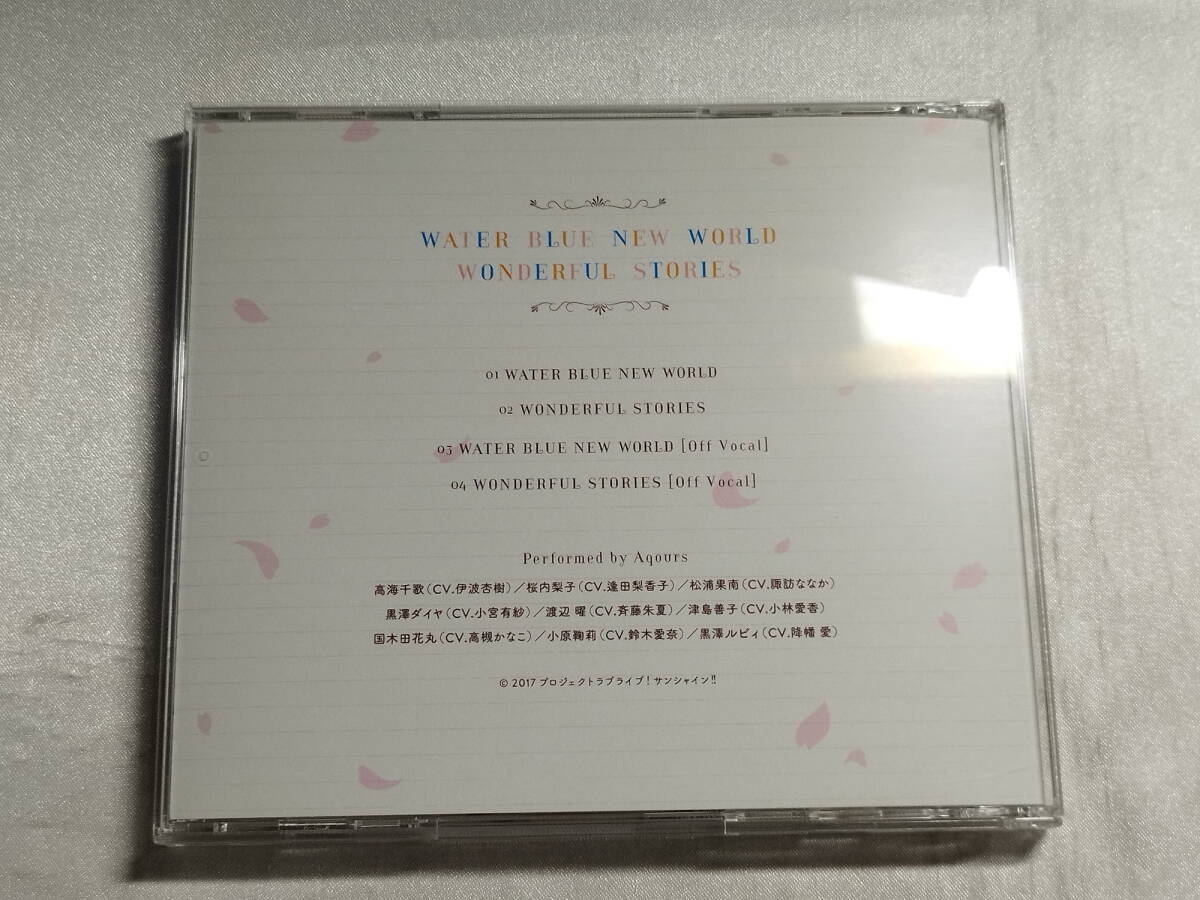 WATER BLUE NEW WORLD
WONDERFUL STORIES
01 WATER BLUE NEW WORLD
02 WONDERFUL STORIES
03 WATER BLUE NEW WORLD [Off Vocal]
04 WONDERFUL STORIES [Off Vocal]
Performed by Aqours
高海千歌(CV.伊波杏樹)／桜内梨子(CV.逢田梨香子)／松浦果南(CV.諏訪ななか)
黒澤ダイヤ(CV.小宮有紗)／渡辺 曜(CV.斉藤朱夏)／津島善子(CV.小林愛香)
国木田花丸(CV.高槻かなこ)／小原鞠莉(CV.鈴木愛奈)／黒澤ルビィ(CV.降幡 愛)
© 2017 プロジェクトラブライブ！サンシャイン!!